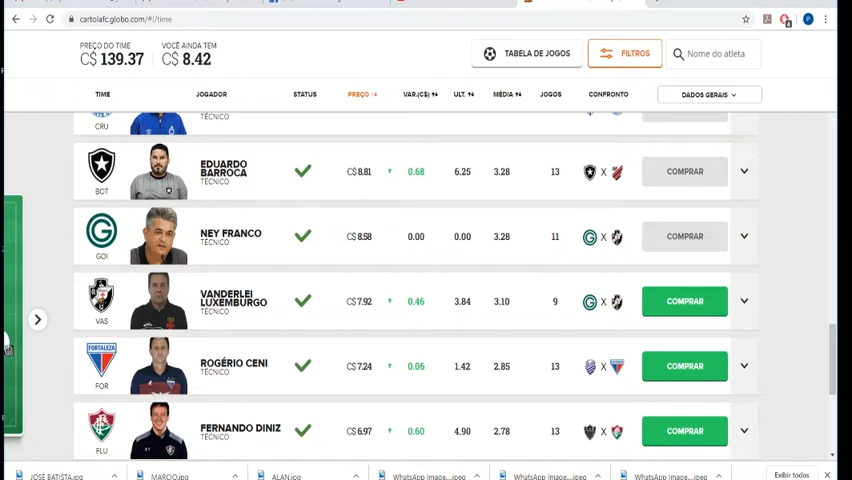 cartolafc.globo.com/#!/time
PREÇO DO TIME
C$ 139.37
VOCÊ AINDA TEM
C$ 8.42
TABELA DE JOGOS
FILTROS
Nome do atleta
TIME JOGADOR STATUS PREÇO VAR.(C$) ULT. MÉDIA JOGOS CONFRONTO DADOS GERAIS
CRU TÉCNICO
BOT EDUARDO BARROCA TÉCNICO C$ 8.81 0.68 6.25 3.28 13 X COMPRAR
GOI NEY FRANCO TÉCNICO C$ 8.58 0.00 0.00 3.28 11 X COMPRAR
VAS VANDERLEI LUXEMBURGO TÉCNICO C$ 7.92 0.46 3.84 3.10 9 X COMPRAR
FORTALEZA FOR ROGÉRIO CENI TÉCNICO C$ 7.24 0.06 1.42 2.85 13 X COMPRAR
FLU FERNANDO DINIZ TÉCNICO C$ 6.97 0.60 4.90 2.78 13 X COMPRAR
JOSÉ BATISTA.jpg MARCIO.jpg ALAN.jpg WhatsApp Image....jpeg WhatsApp Image....jpeg WhatsApp Image....jpeg Exibir todos